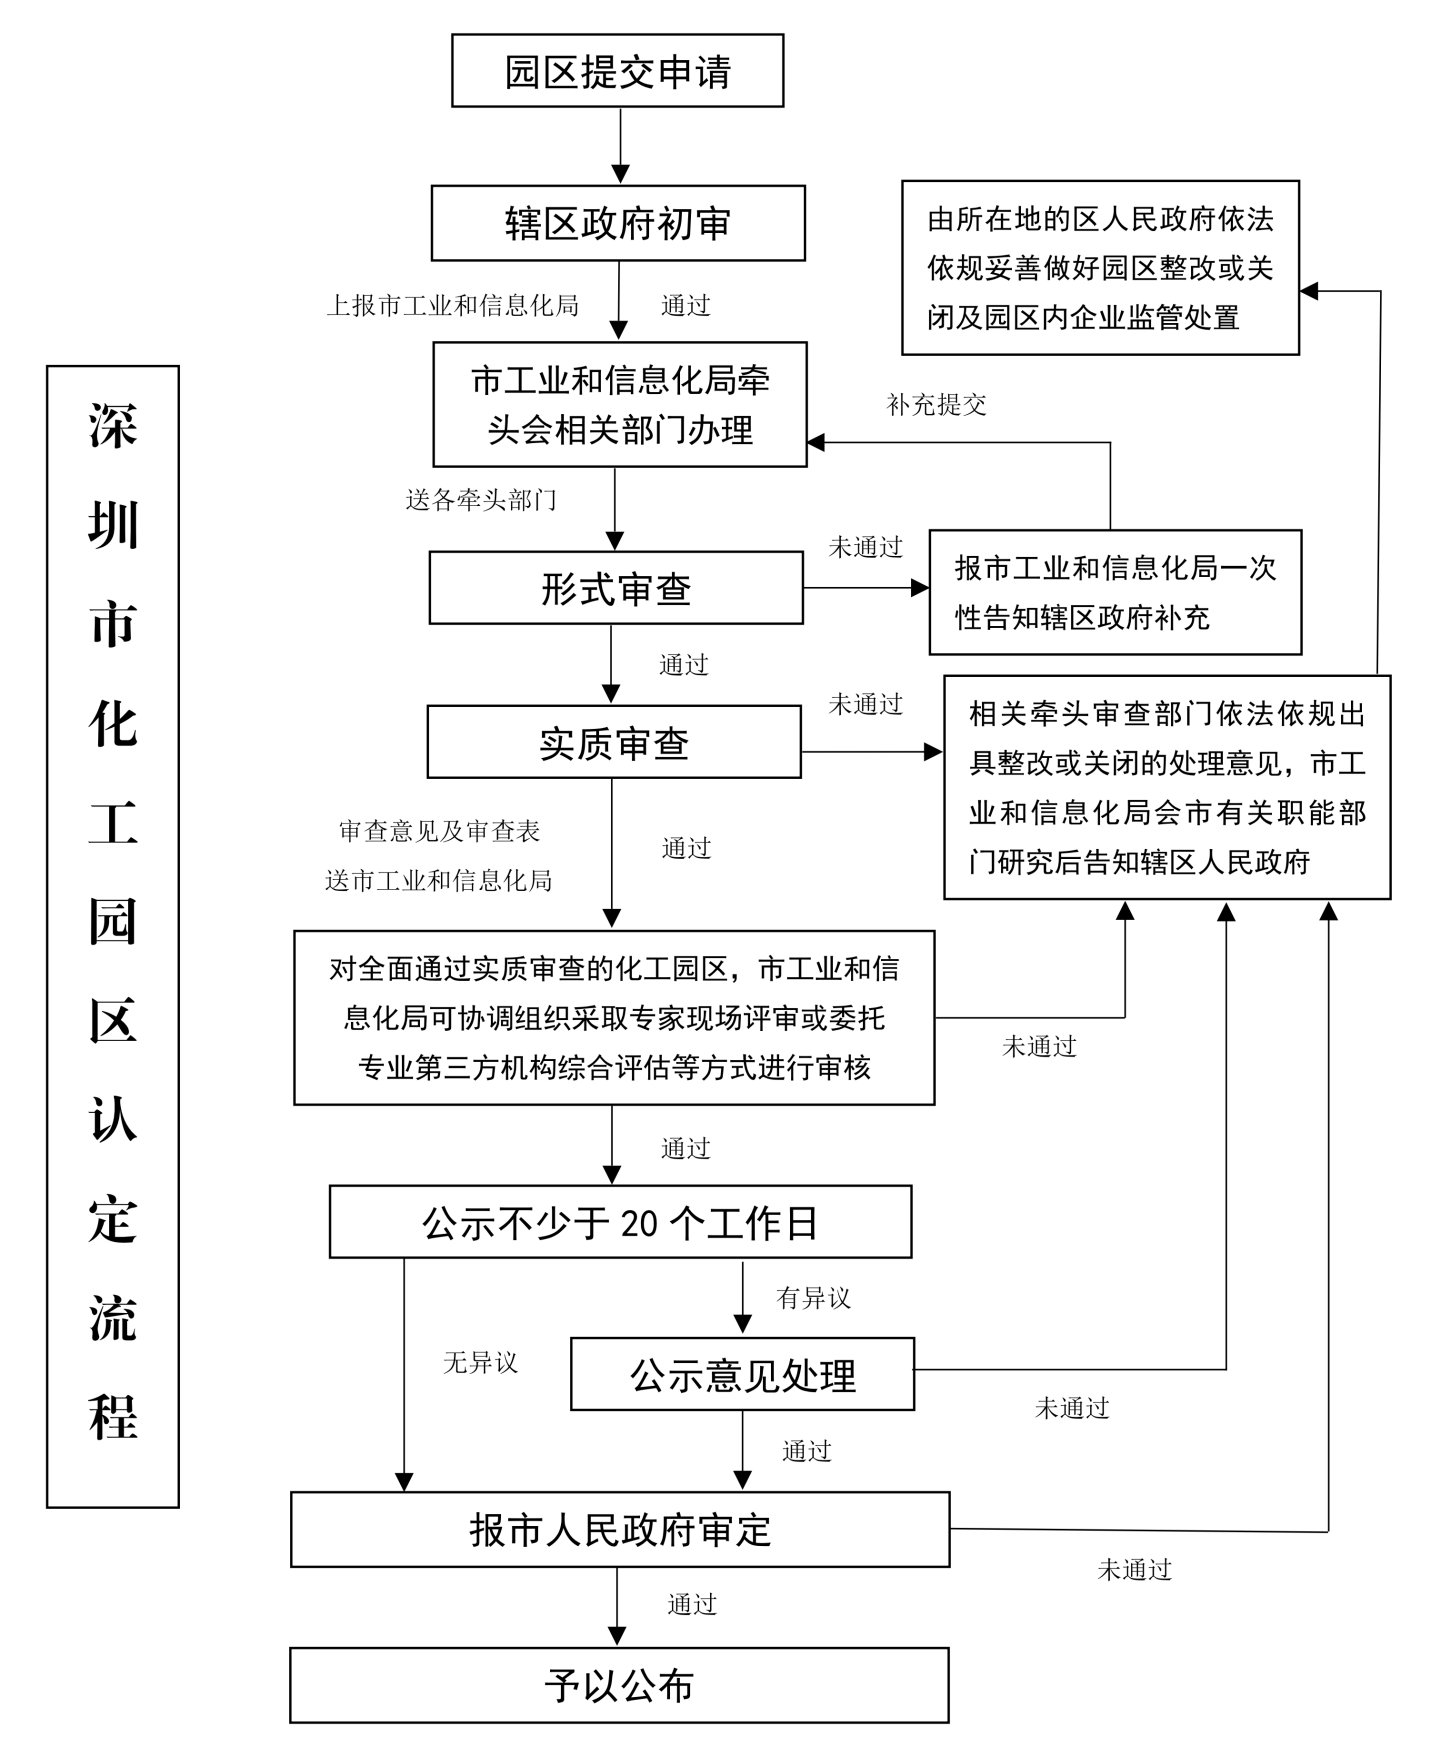 深圳市化工园区认定流程
园区提交申请
辖区政府初审
上报市工业和信息化局
通过
市工业和信息化局牵
头会相关部门办理
由所在地的区人民政府依法
依规妥善做好园区整改或关
闭及园区内企业监管处置
补充提交
送各牵头部门
形式审查
未通过
报市工业和信息化局一次
性告知辖区政府补充
通过
实质审查
未通过
相关牵头审查部门依法依规出
具整改或关闭的处理意见，市工
业和信息化局会市有关职能部
门研究后告知辖区人民政府
审查意见及审查表
送市工业和信息化局
通过
对全面通过实质审查的化工园区，市工业和信
息化局可协调组织采取专家现场评审或委托
专业第三方机构综合评估等方式进行审核
未通过
通过
公示不少于 20 个工作日
有异议
无异议
公示意见处理
未通过
通过
报市人民政府审定
未通过
通过
予以公布